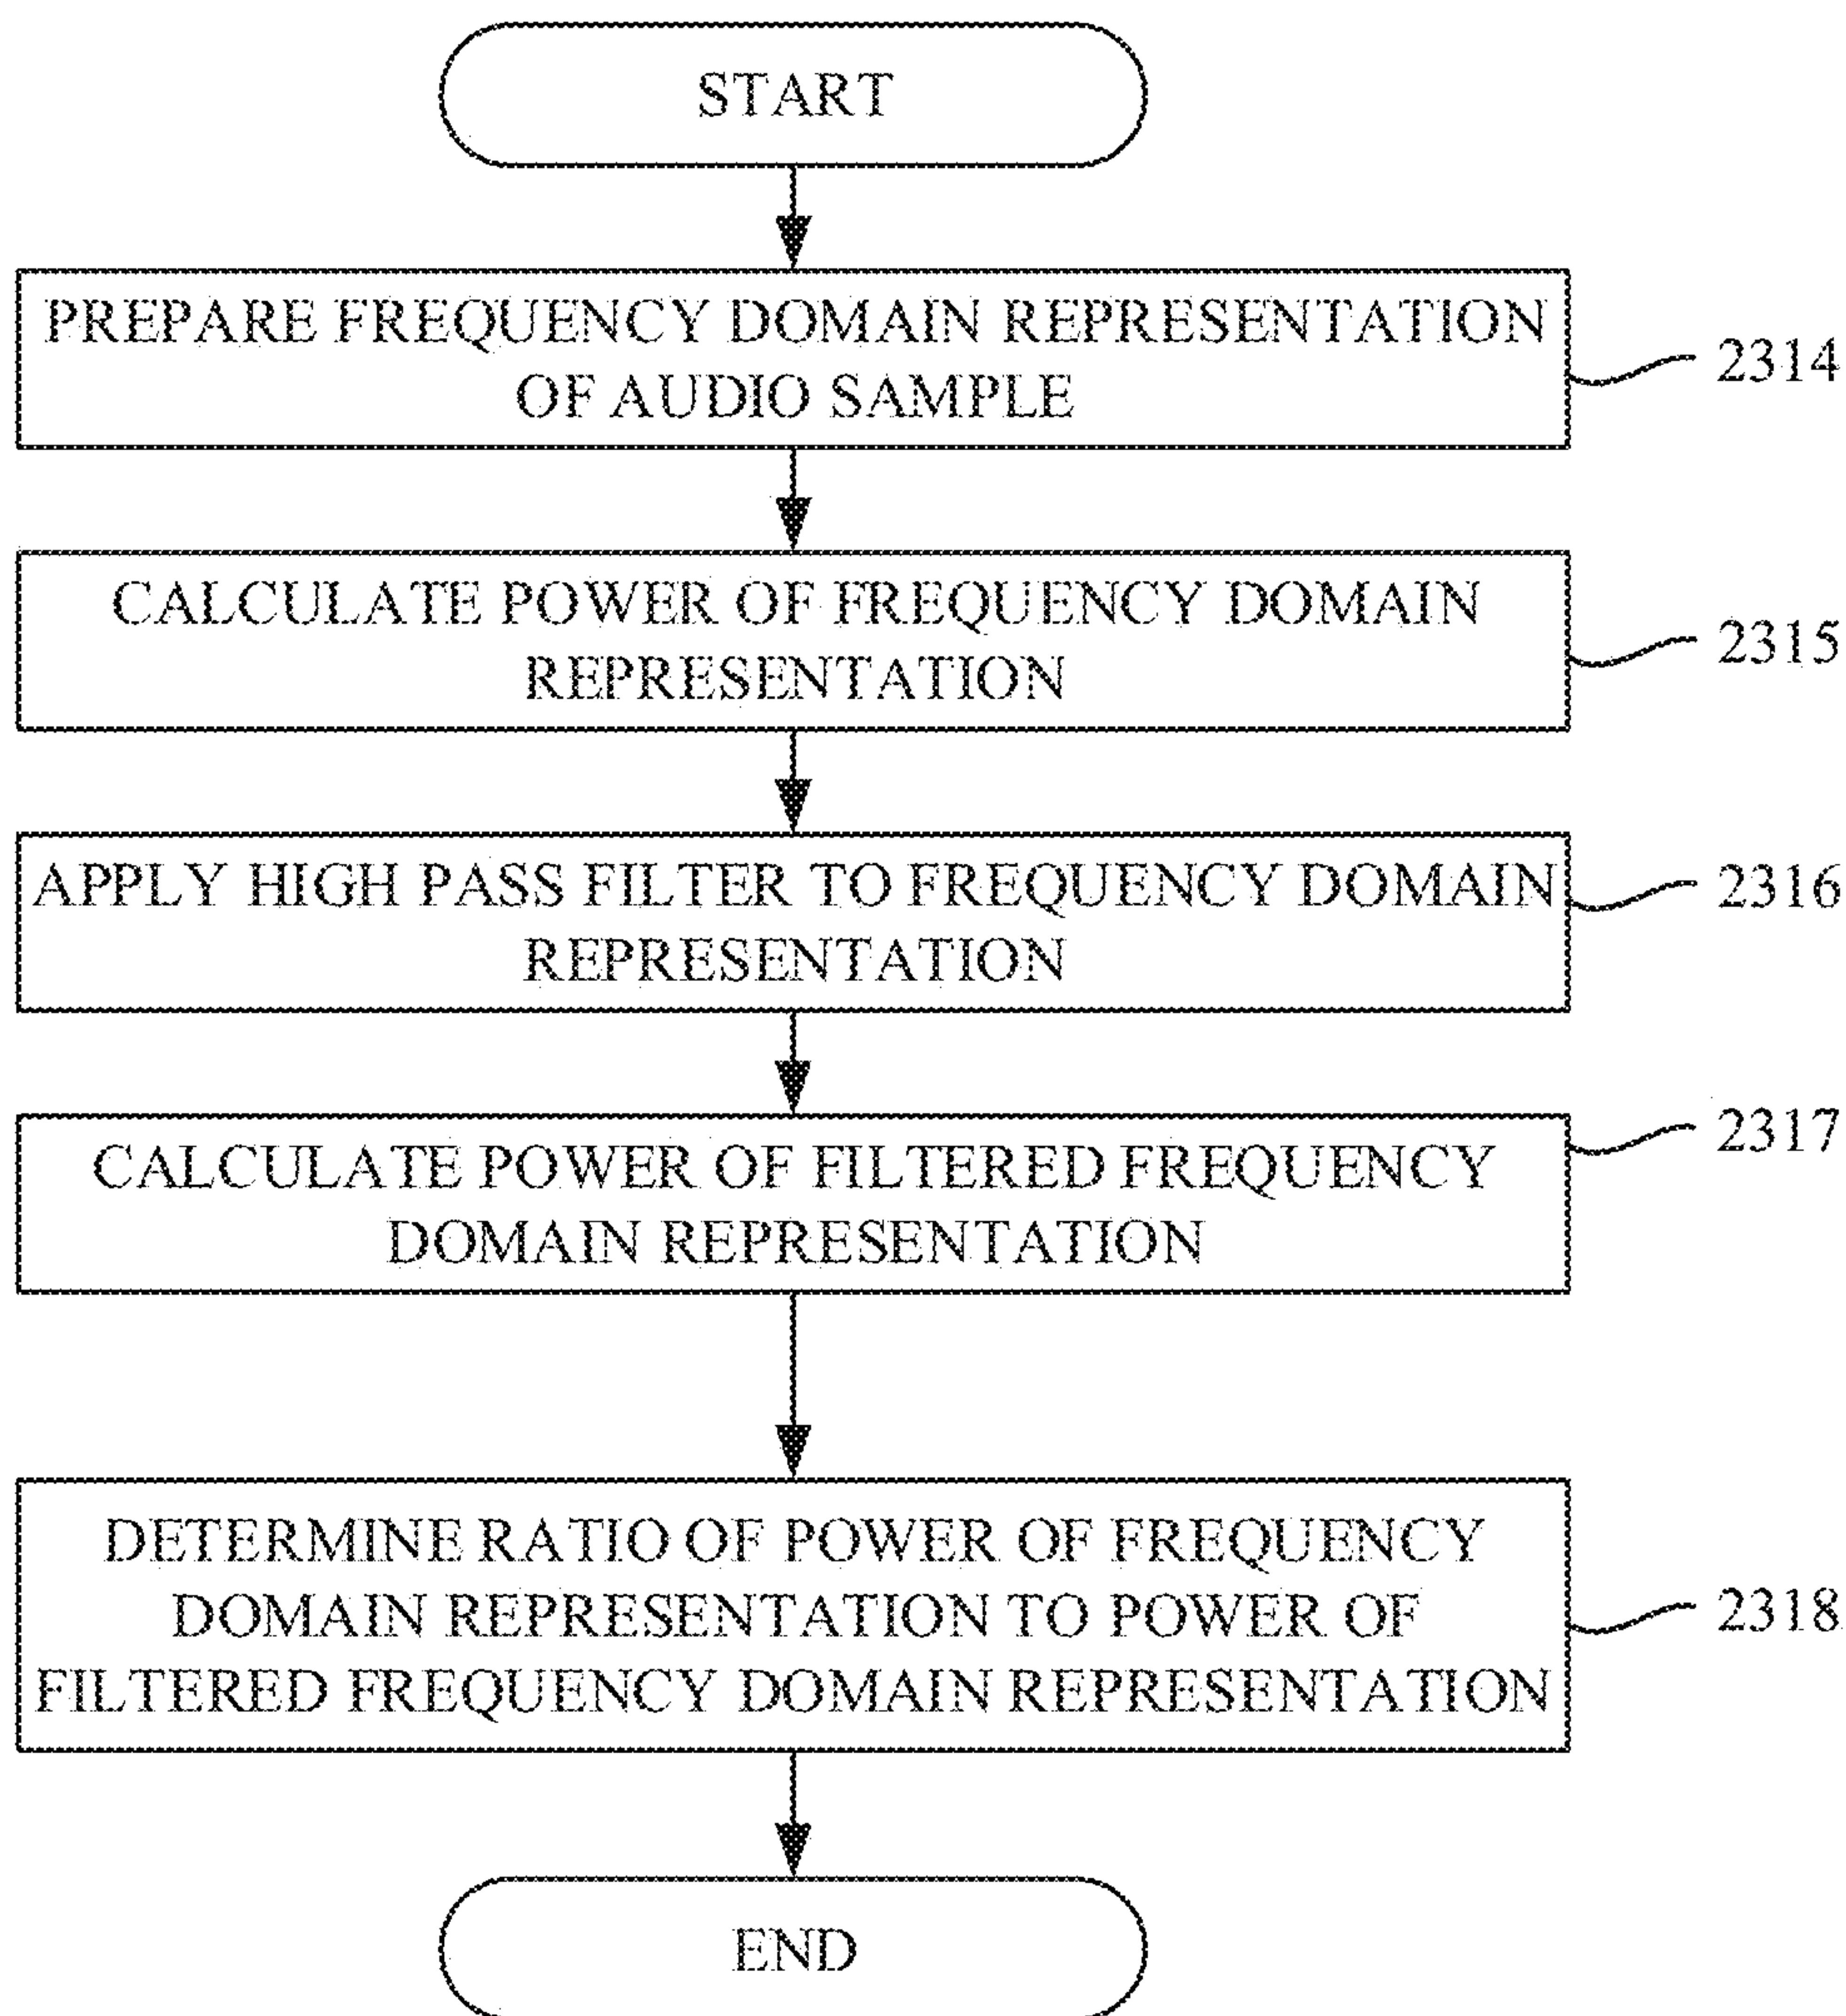 START
PREPARE FREQUENCY DOMAIN REPRESENTATION
OF AUDIO SAMPLE
2314
CALCULATE POWER OF FREQUENCY DOMAIN
REPRESENTATION
2315
APPLY HIGH PASS FILTER TO FREQUENCY DOMAIN
REPRESENTATION
2316
CALCULATE POWER OF FILTERED FREQUENCY
DOMAIN REPRESENTATION
2317
DETERMINE RATIO OF POWER OF FREQUENCY
DOMAIN REPRESENTATION TO POWER OF
FILTERED FREQUENCY DOMAIN REPRESENTATION
2318
END